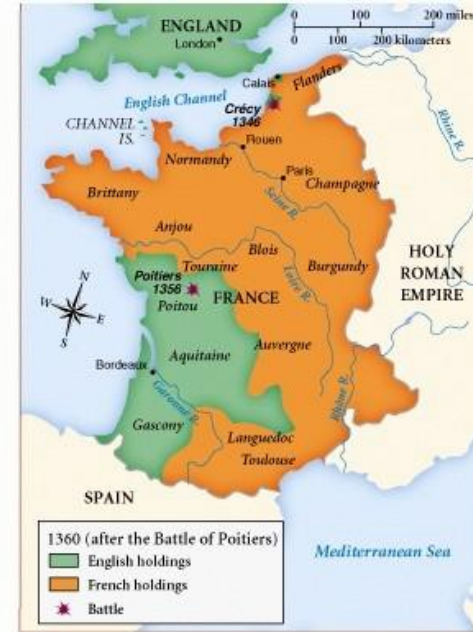 ENGLAND
London
0 100 200 miles
0 100 200 kilometers
Calais
Flanders
English Channel
Crécy
1346
CHANNEL
IS.
Rhine R.
Rouen
Normandy
Paris
Champagne
Seine R.
Brittany
Anjou
Blois
HOLY
ROMAN
EMPIRE
Touraine
Burgundy
Loire R.
Poitiers
1356
FRANCE
Poitou
N
W
E
S
Auvergne
Aquitaine
Bordeaux
Garonne R.
Rhône R.
Gascony
Languedoc
Toulouse
SPAIN
Mediterranean Sea
1360 (after the Battle of Poitiers)
English holdings
French holdings
Battle